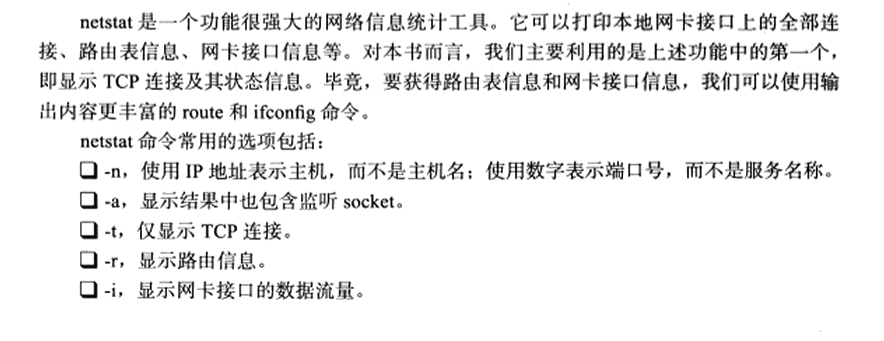 netstat 是一个功能很强大的网络信息统计工具。它可以打印本地网卡接口上的全部连
接、路由表信息、网卡接口信息等。对本书而言，我们主要利用的是上述功能中的第一个，
即显示 TCP 连接及其状态信息。毕竟，要获得路由表信息和网卡接口信息，我们可以使用输
出内容更丰富的 route 和 ifconfig 命令。
netstat 命令常用的选项包括：
❑ -n，使用 IP 地址表示主机，而不是主机名；使用数字表示端口号，而不是服务名称。
❑ -a，显示结果中也包含监听 socket。
❑ -t，仅显示 TCP 连接。
❑ -r，显示路由信息。
❑ -i，显示网卡接口的数据流量。